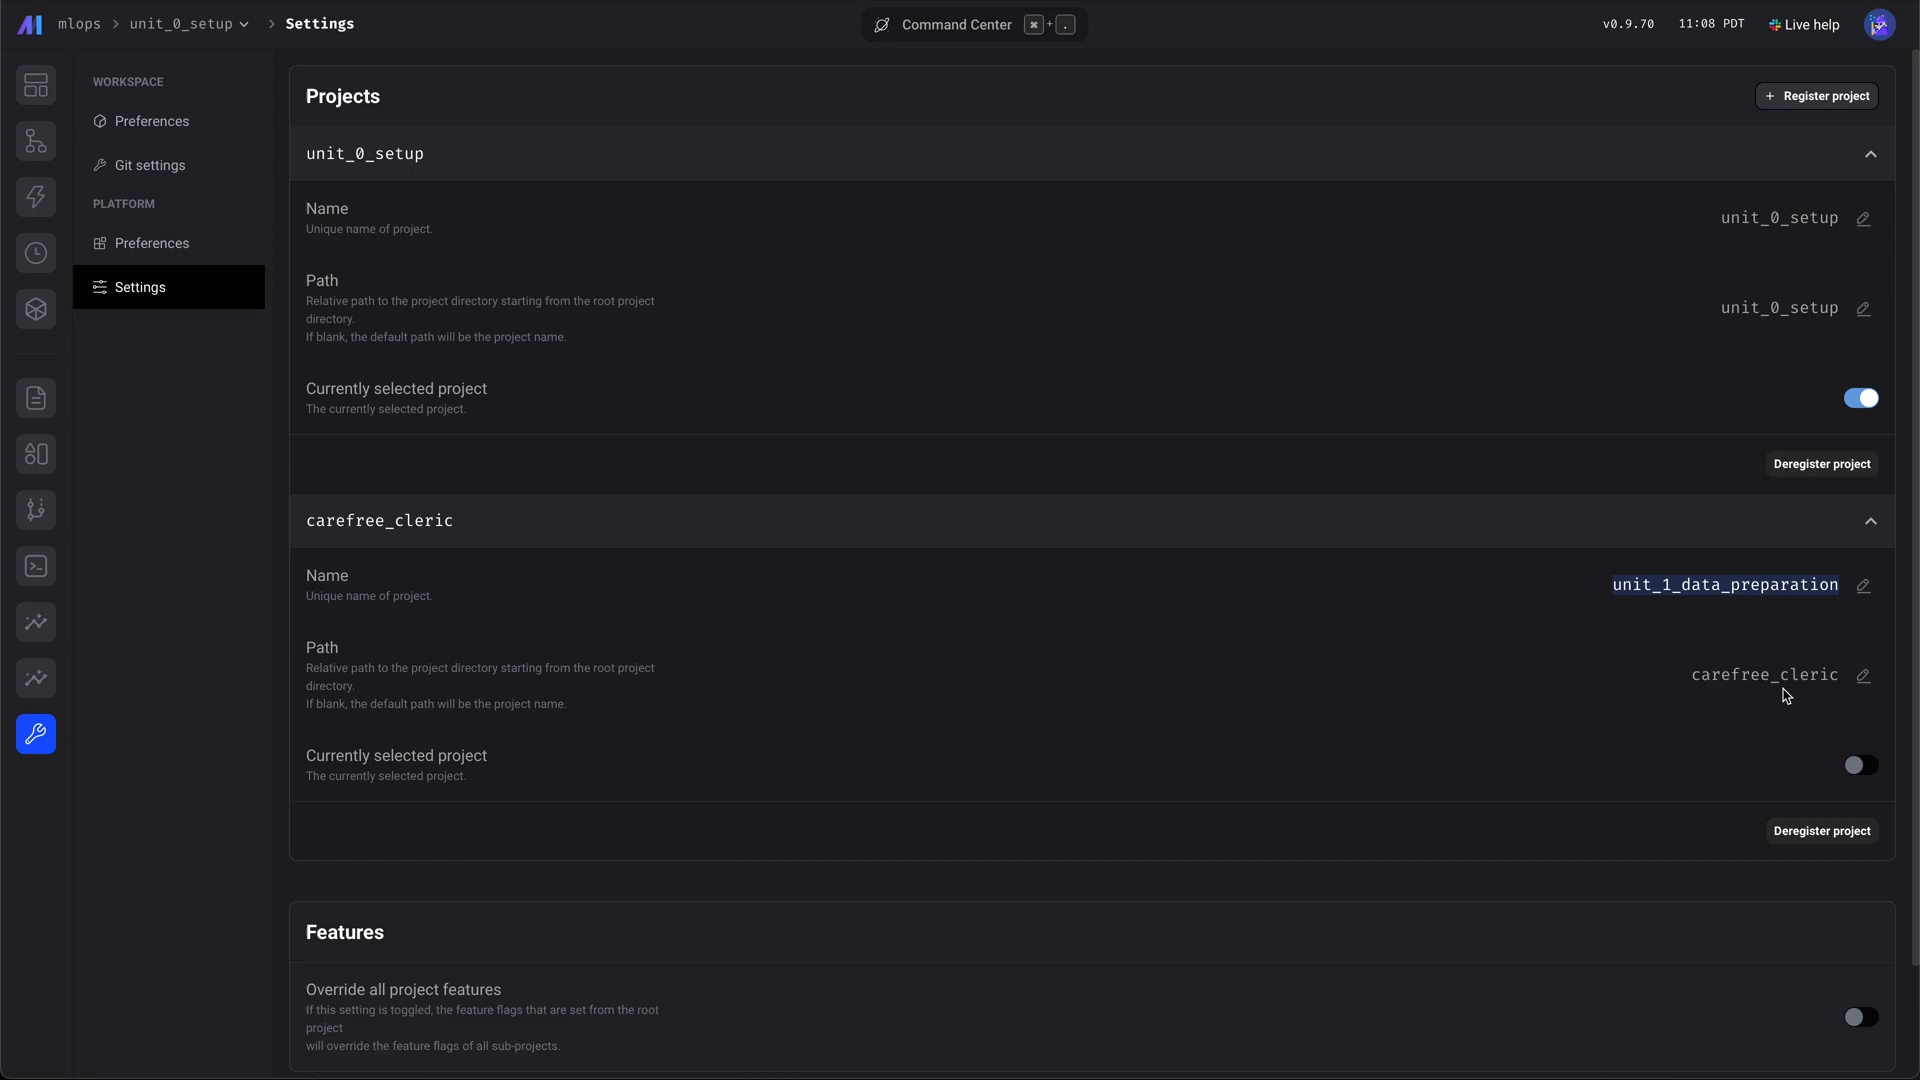 mlops > unit_0_setup > Settings
Command Center ⌘ + .
v0.9.70 11:08 PDT Live help
WORKSPACE
Preferences
Git settings
PLATFORM
Preferences
Settings
Projects
+ Register project
unit_0_setup
Name
Unique name of project.
unit_0_setup
Path
Relative path to the project directory starting from the root project
directory.
If blank, the default path will be the project name.
unit_0_setup
Currently selected project
The currently selected project.
Deregister project
carefree_cleric
Name
Unique name of project.
unit_1_data_preparation
Path
Relative path to the project directory starting from the root project
directory.
If blank, the default path will be the project name.
carefree_cleric
Currently selected project
The currently selected project.
Deregister project
Features
Override all project features
If this setting is toggled, the feature flags that are set from the root
project
will override the feature flags of all sub-projects.